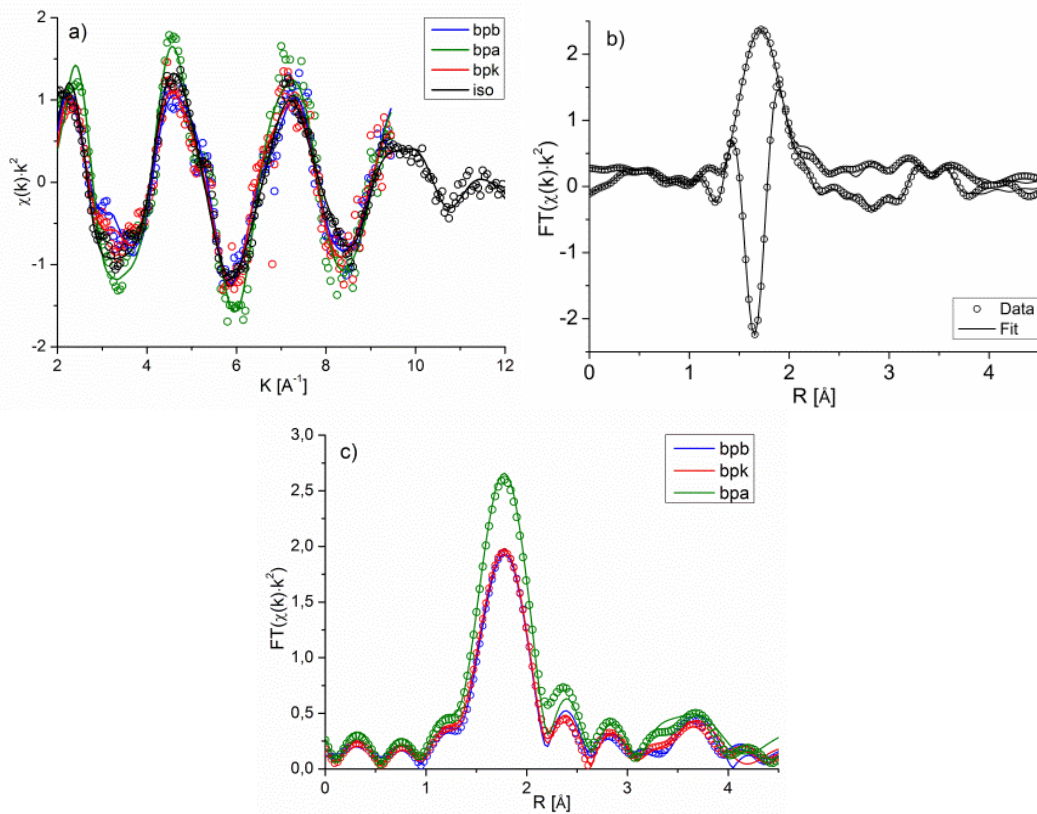 a)
bpb
bpa
bpk
iso
2
1
0
-1
-2
χ(k)·k²
2
4
6
8
10
12
K [A⁻¹]
b)
2
1
0
-1
-2
FT(χ(k)·k²)
Data
Fit
0
1
2
3
4
R [Å]
c)
bpb
bpk
bpa
3,0
2,5
2,0
1,5
1,0
0,5
0,0
FT(χ(k)·k²)
0
1
2
3
4
R [Å]